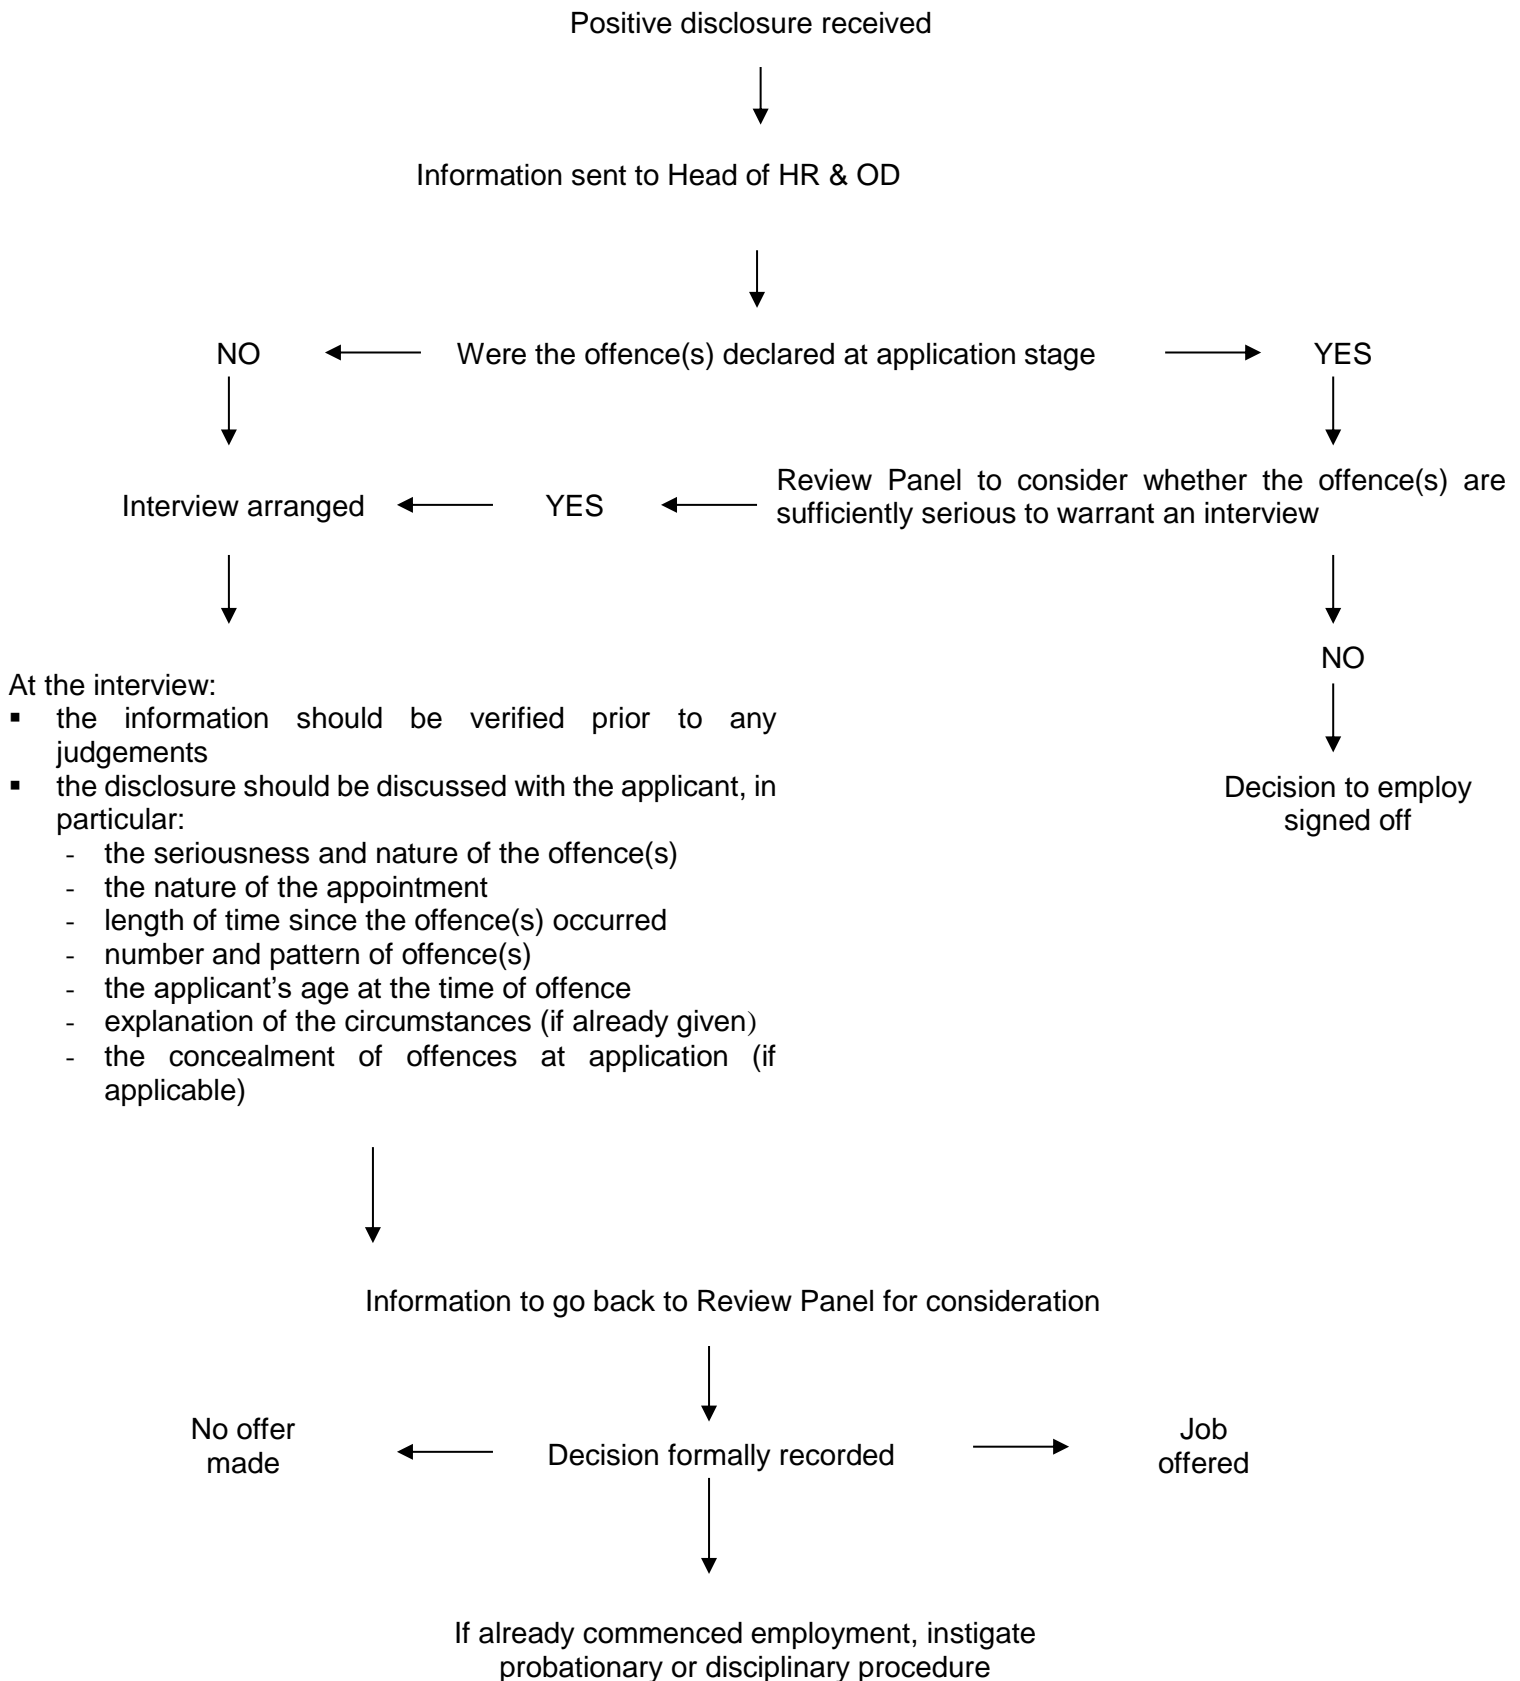 Positive disclosure received
Information sent to Head of HR & OD
NO
Were the offence(s) declared at application stage
YES
Interview arranged
YES
Review Panel to consider whether the offence(s) are
sufficiently serious to warrant an interview
NO
Decision to employ
signed off
At the interview:
▪ the information should be verified prior to any
judgements
▪ the disclosure should be discussed with the applicant, in
particular:
- the seriousness and nature of the offence(s)
- the nature of the appointment
- length of time since the offence(s) occurred
- number and pattern of offence(s)
- the applicant’s age at the time of offence
- explanation of the circumstances (if already given)
- the concealment of offences at application (if
applicable)
Information to go back to Review Panel for consideration
No offer
made
Decision formally recorded
Job
offered
If already commenced employment, instigate
probationary or disciplinary procedure